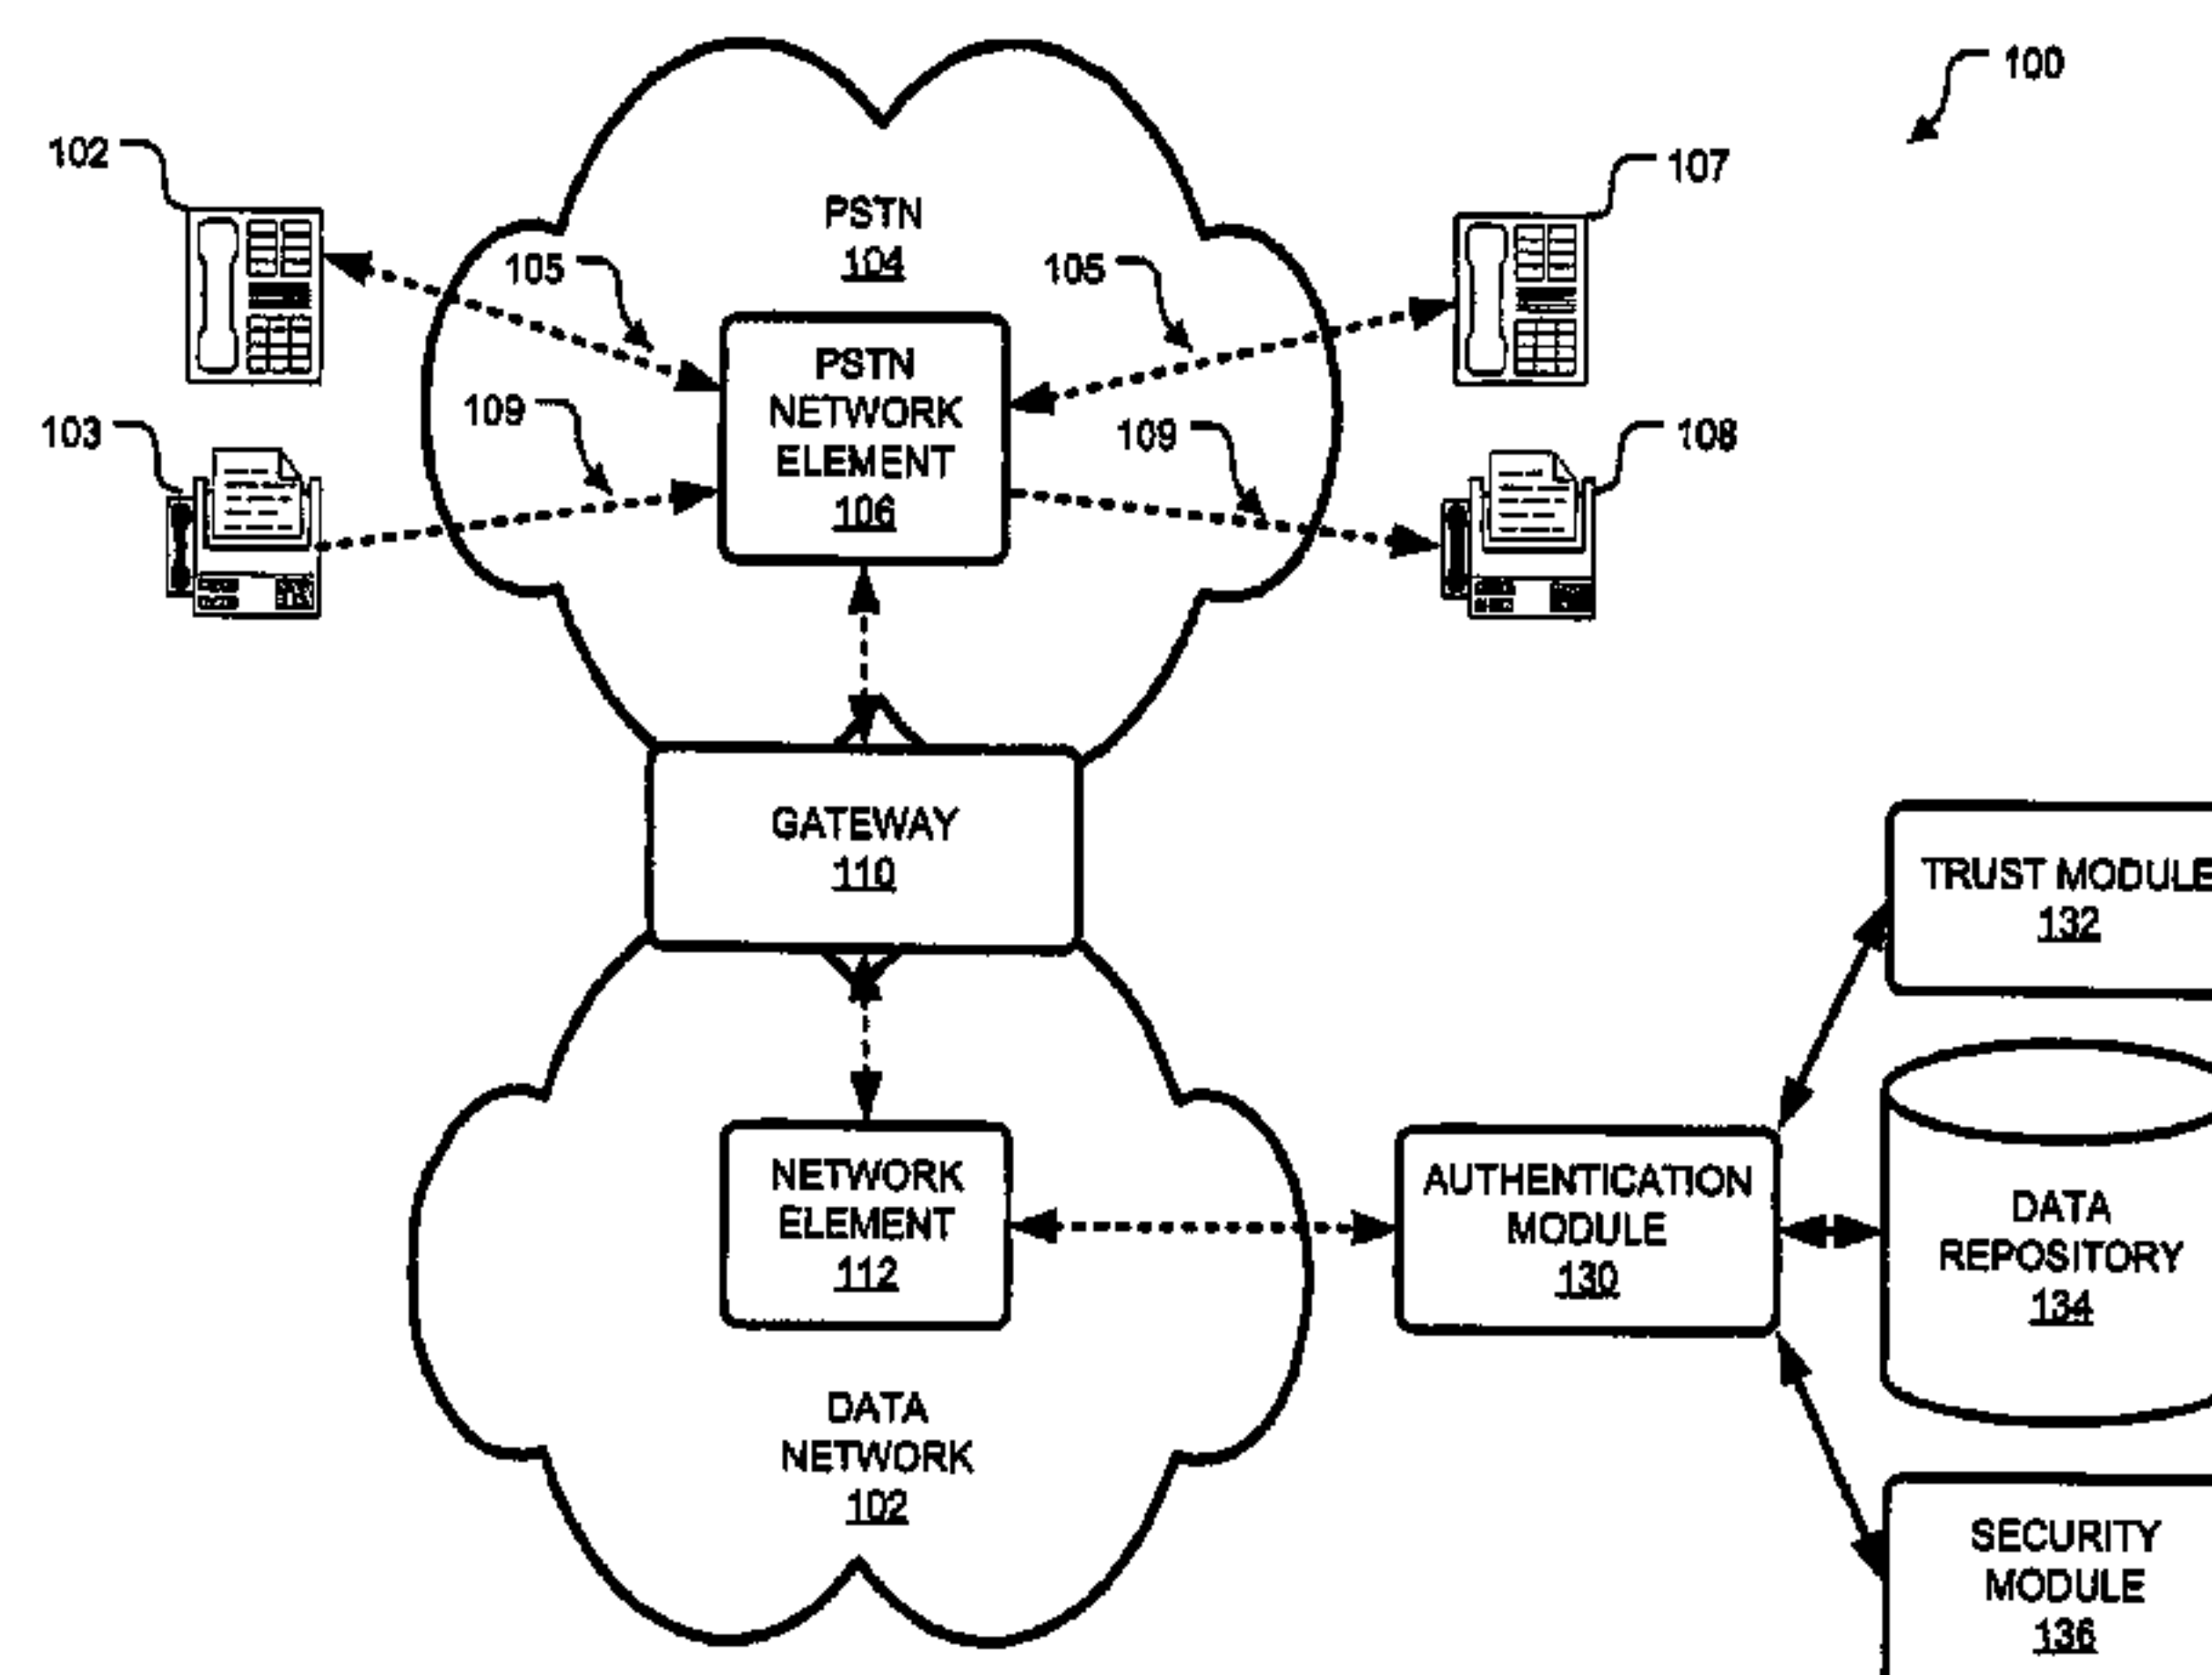 100
102
107
PSTN
104
105
105
PSTN
NETWORK
ELEMENT
106
103
109
109
108
GATEWAY
110
TRUST MODULE
132
NETWORK
ELEMENT
112
AUTHENTICATION
MODULE
130
DATA
REPOSITORY
134
DATA
NETWORK
102
SECURITY
MODULE
136